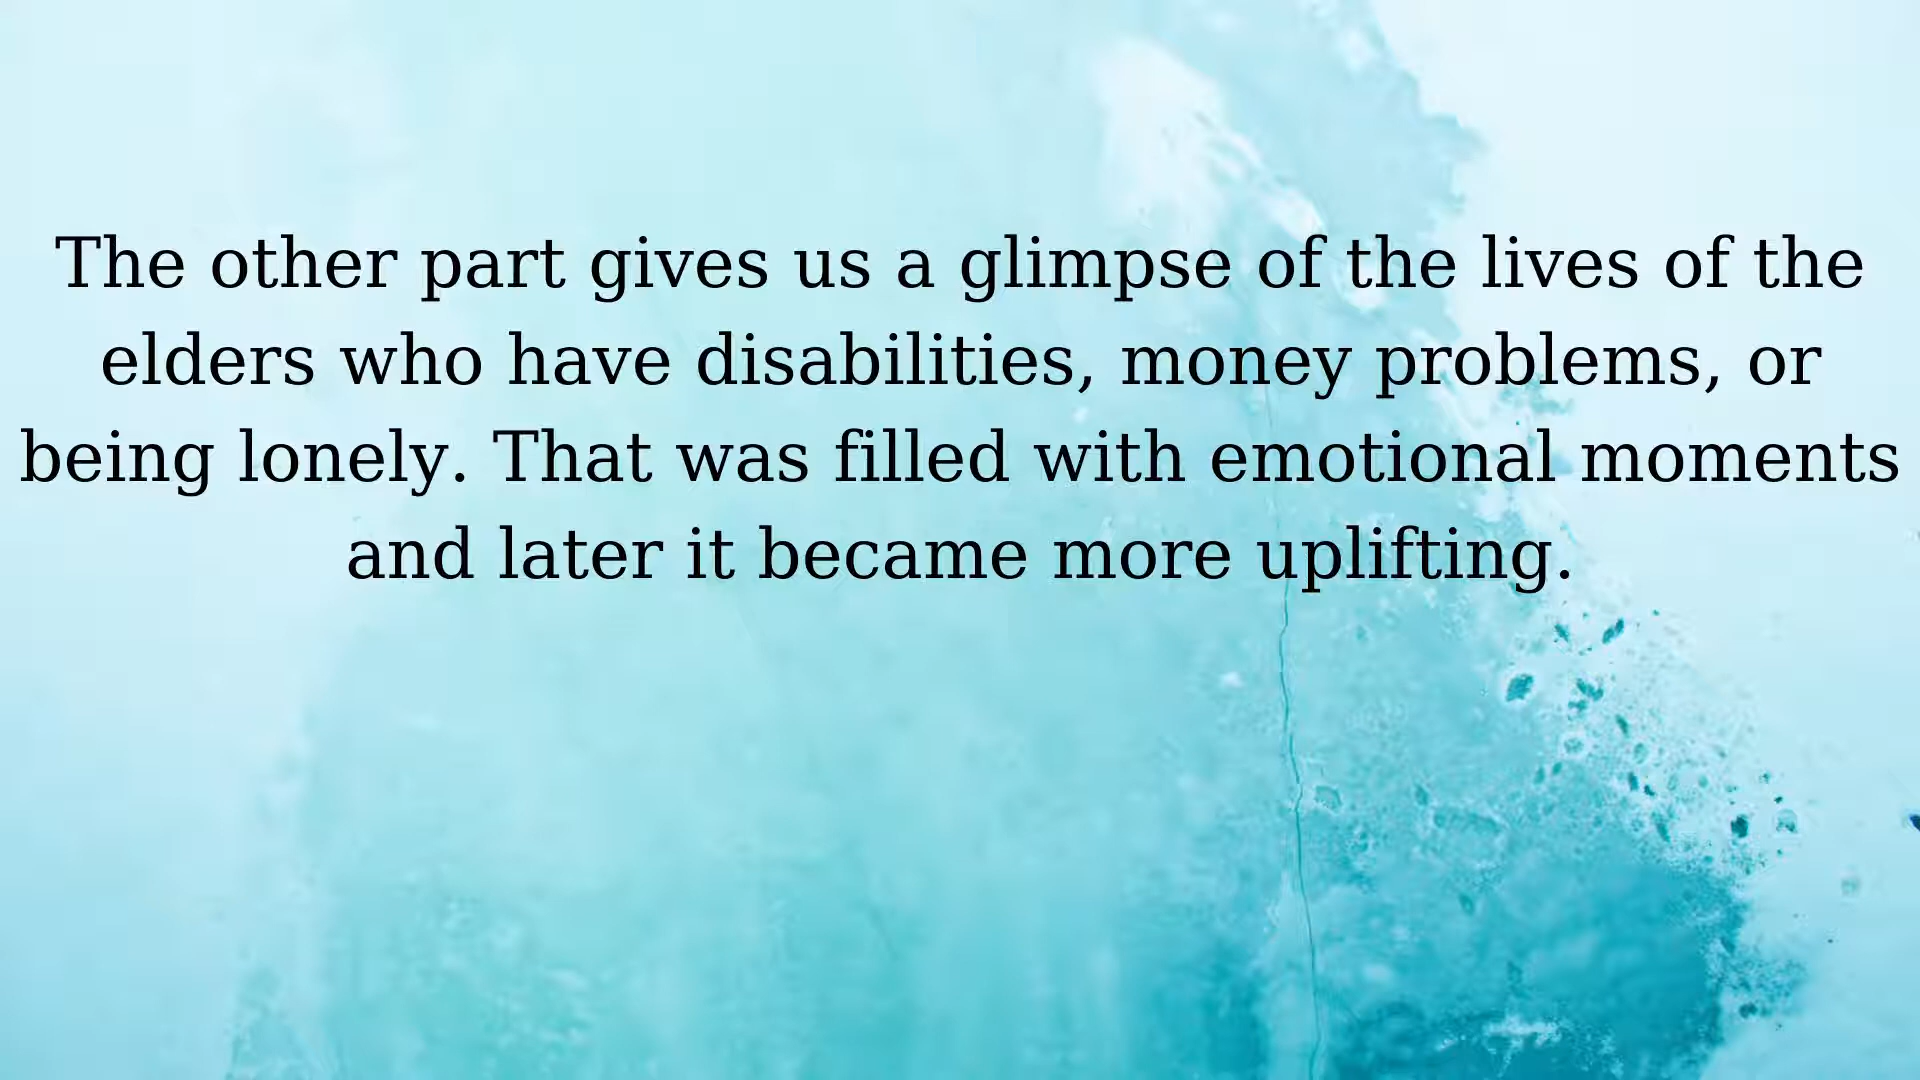 The other part gives us a glimpse of the lives of the
elders who have disabilities, money problems, or
being lonely. That was filled with emotional moments
and later it became more uplifting.